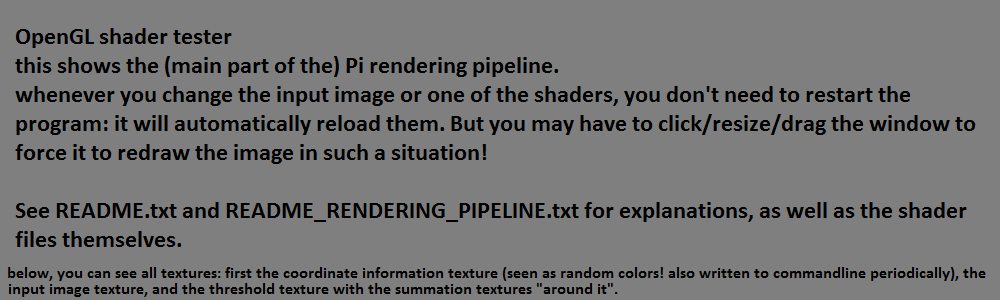 OpenGL shader tester
this shows the (main part of the) Pi rendering pipeline.
whenever you change the input image or one of the shaders, you don't need to restart the
program: it will automatically reload them. But you may have to click/resize/drag the window to
force it to redraw the image in such a situation!
See README.txt and README_RENDERING_PIPELINE.txt for explanations, as well as the shader
files themselves.
below, you can see all textures: first the coordinate information texture (seen as random colors! also written to commandline periodically), the
input image texture, and the threshold texture with the summation textures "around it".